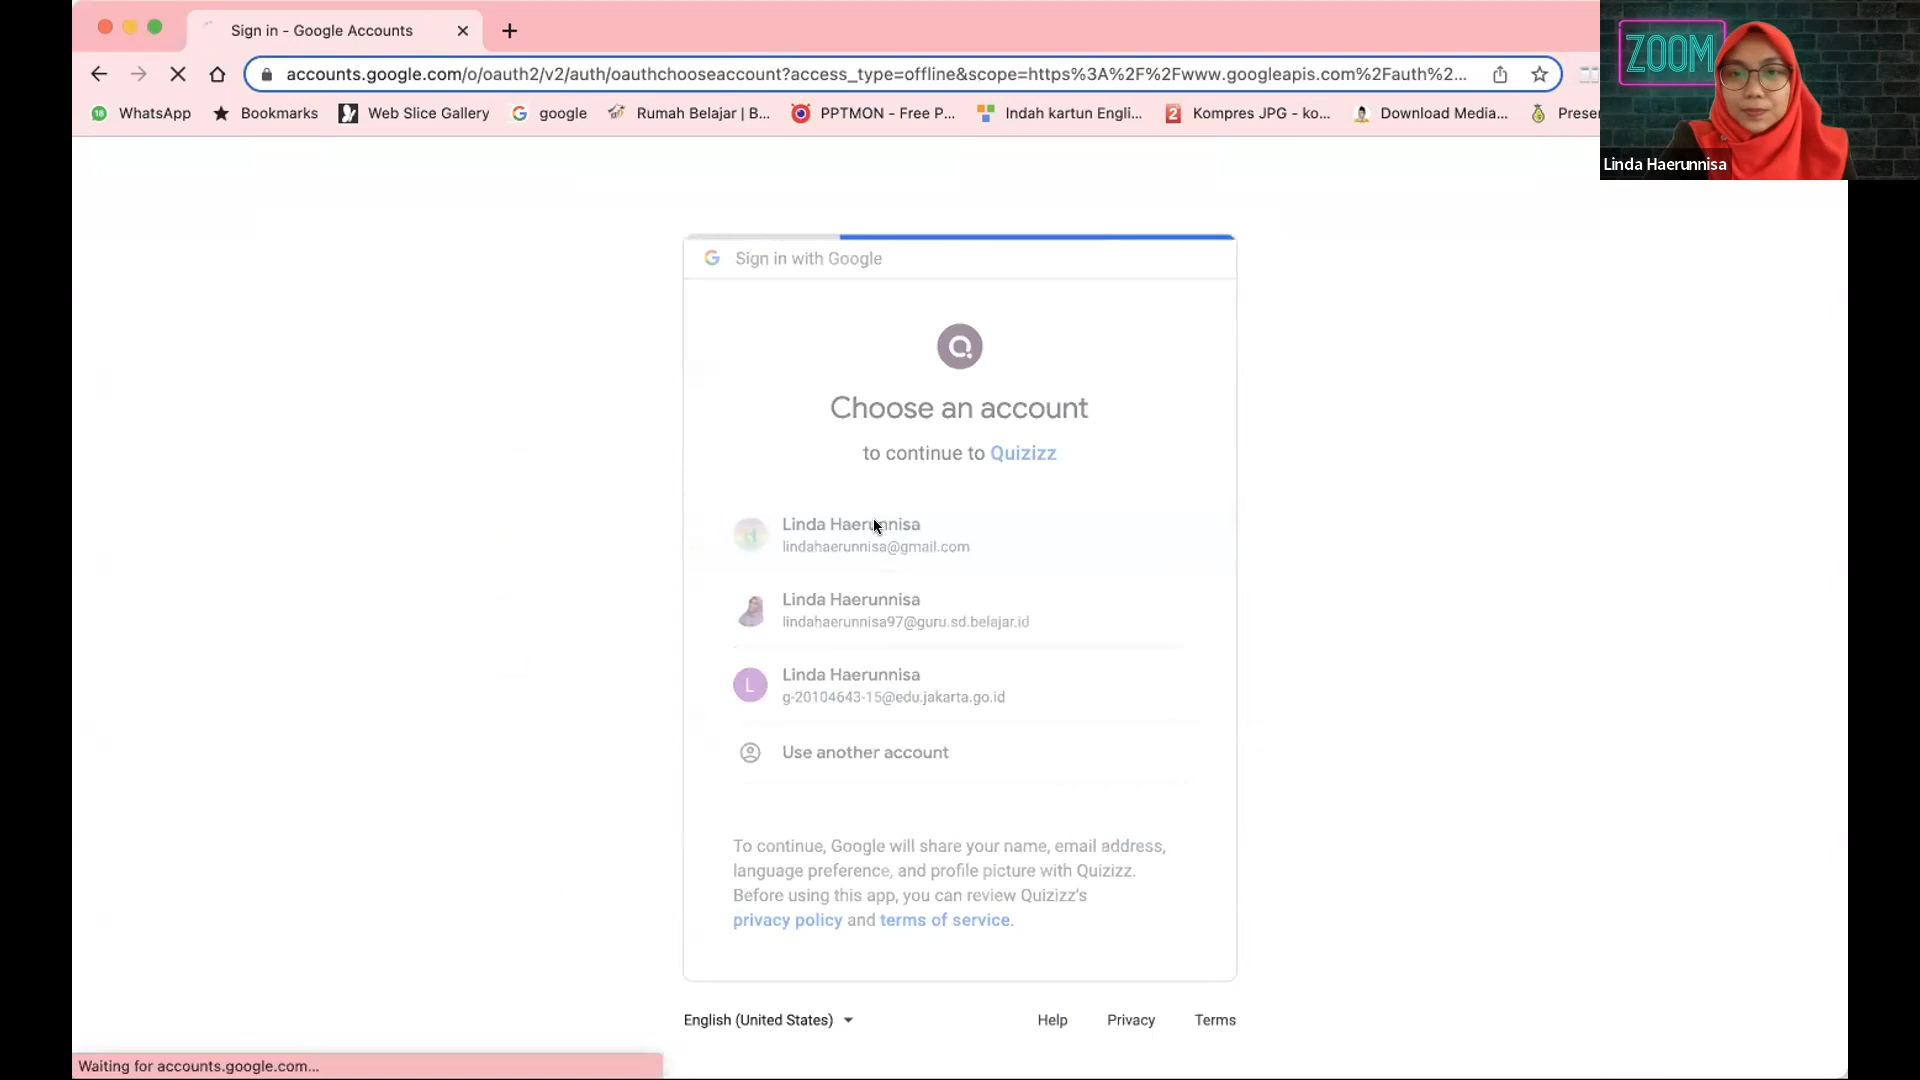 Sign in - Google Accounts
accounts.google.com/o/oauth2/v2/auth/oauthchooseaccount?access_type=offline&scope=https%3A%2F%2Fwww.googleapis.com%2Fauth%2...
WhatsApp
Bookmarks
Web Slice Gallery
google
Rumah Belajar | B...
PPTMON - Free P...
Indah kartun Engli...
Kompres JPG - ko...
Download Media...
Presen
ZOOM
Linda Haerunnisa
Sign in with Google
Choose an account
to continue to Quizizz
Linda Haerunnisa
lindahaerunnisa@gmail.com
Linda Haerunnisa
lindahaerunnisa97@guru.sd.belajar.id
L
Linda Haerunnisa
g-20104643-15@edu.jakarta.go.id
Use another account
To continue, Google will share your name, email address,
language preference, and profile picture with Quizizz.
Before using this app, you can review Quizizz's
privacy policy and terms of service.
English (United States)
Help
Privacy
Terms
Waiting for accounts.google.com...